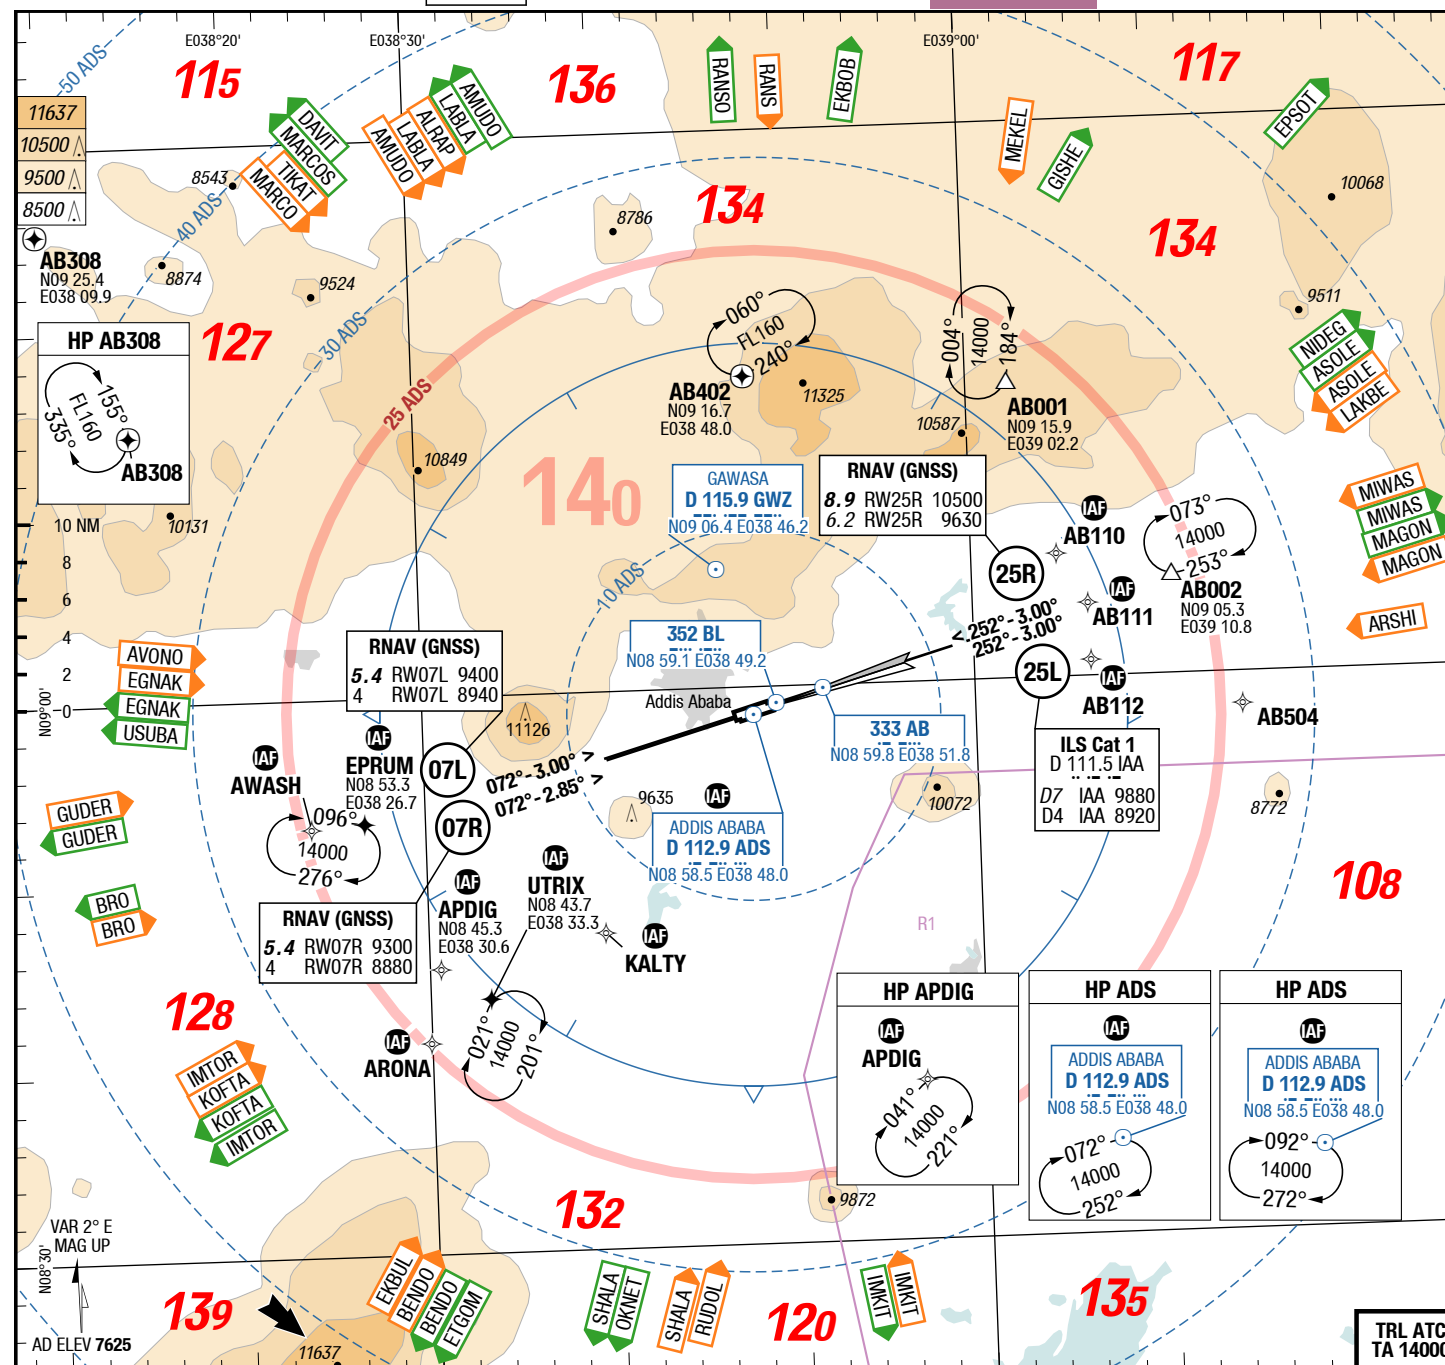 50 ADS
E038°20'
E038°30'
E039°00'
115
136
117
11637
10500
9500
8500
DAVIT
MARCOS
TIKAT
MARCO
AMUDO
LABLA
ALRAP
LABLA
AMUDO
RANSO
RANS
EKBOB
MEKEL
GISHE
EPSOT
8543
40 ADS
8786
134
134
10068
AB308
N09 25.4
E038 09.9
8874
9524
9511
127
30 ADS
HP AB308
155°
FL160
335°
AB308
060°
FL160
240°
AB402
N09 16.7
E038 48.0
11325
004°
14000
184°
AB001
N09 15.9
E039 02.2
10587
NIDEG
ASOLE
ASOLE
LAKBE
25 ADS
10849
140
GAWASA
D 115.9 GWZ
N09 06.4 E038 46.2
RNAV (GNSS)
8.9 RW25R 10500
6.2 RW25R 9630
MIWAS
MIWAS
MAGON
MAGON
10131
10 NM
8
6
4
2
0
N09°00'
25R
IAF
AB110
073°
14000
253°
AB002
N09 05.3
E039 10.8
IAF
AB111
ARSHI
10 ADS
<.252°-3.00°
252°-3.00°
AVONO
EGNAK
EGNAK
USUBA
RNAV (GNSS)
5.4 RW07L 9400
4 RW07L 8940
352 BL
N08 59.1 E038 49.2
Addis Ababa
25L
IAF
AB112
AB504
11126
333 AB
N08 59.8 E038 51.8
ILS Cat 1
D 111.5 IAA
D7 IAA 9880
D4 IAA 8920
IAF
AWASH
IAF
EPRUM
N08 53.3
E038 26.7
07L
072°-3.00° >
072°-2.85° >
07R
9635
IAF
ADDIS ABABA
D 112.9 ADS
N08 58.5 E038 48.0
10072
8772
GUDER
GUDER
096°
14000
276°
BRO
BRO
IAF
APDIG
N08 45.3
E038 30.6
IAF
UTRIX
N08 43.7
E038 33.3
IAF
KALTY
R1
108
RNAV (GNSS)
5.4 RW07R 9300
4 RW07R 8880
128
IAF
ARONA
021°
14000
201°
HP APDIG
IAF
APDIG
041°
14000
221°
HP ADS
IAF
ADDIS ABABA
D 112.9 ADS
N08 58.5 E038 48.0
072°
14000
252°
HP ADS
IAF
ADDIS ABABA
D 112.9 ADS
N08 58.5 E038 48.0
092°
14000
272°
IMTOR
KOFTA
KOFTA
IMTOR
132
9872
VAR 2° E
MAG UP
N08°30'
AD ELEV 7625
139
11637
EKBUL
BENDO
BENDO
ETGOM
SHALA
OKNET
SHALA
RUDOL
120
IMKIT
IMKIT
135
TRL ATC
TA 14000